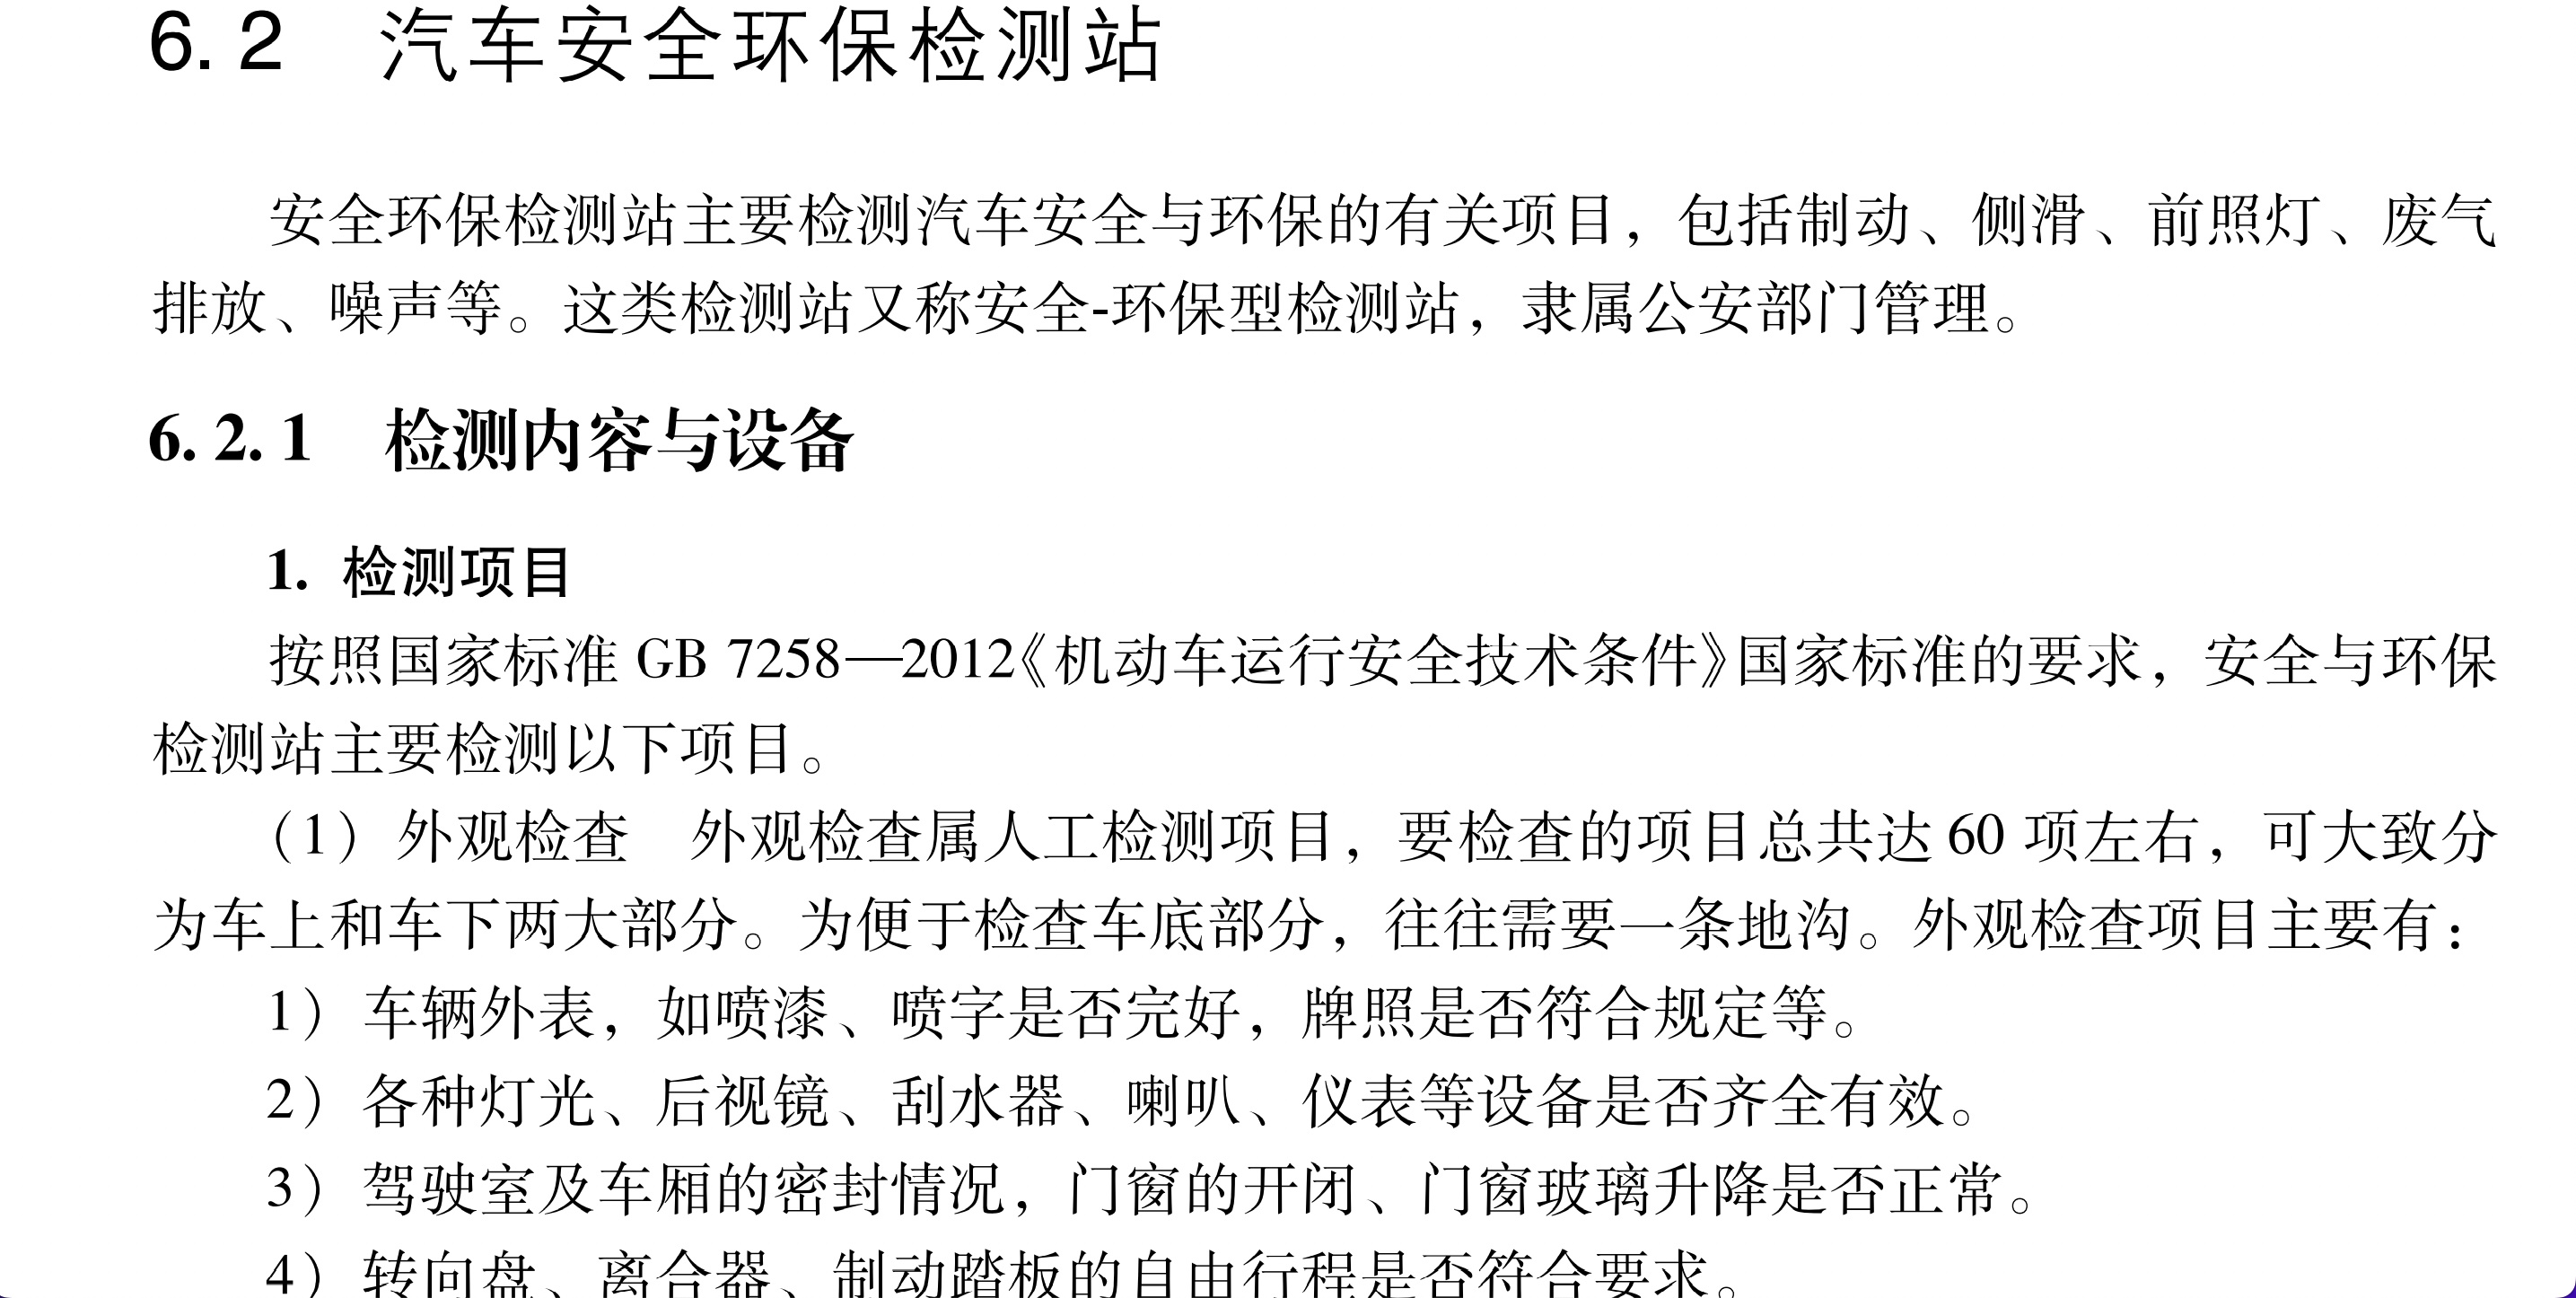 6.2 汽车安全环保检测站
安全环保检测站主要检测汽车安全与环保的有关项目，包括制动、侧滑、前照灯、废气
排放、噪声等。这类检测站又称安全-环保型检测站，隶属公安部门管理。
6.2.1 检测内容与设备
1. 检测项目
按照国家标准 GB 7258—2012《机动车运行安全技术条件》国家标准的要求，安全与环保
检测站主要检测以下项目。
（1）外观检查 外观检查属人工检测项目，要检查的项目总共达 60 项左右，可大致分
为车上和车下两大部分。为便于检查车底部分，往往需要一条地沟。外观检查项目主要有：
1）车辆外表，如喷漆、喷字是否完好，牌照是否符合规定等。
2）各种灯光、后视镜、刮水器、喇叭、仪表等设备是否齐全有效。
3）驾驶室及车厢的密封情况，门窗的开闭、门窗玻璃升降是否正常。
4）转向盘、离合器、制动踏板的自由行程是否符合要求。